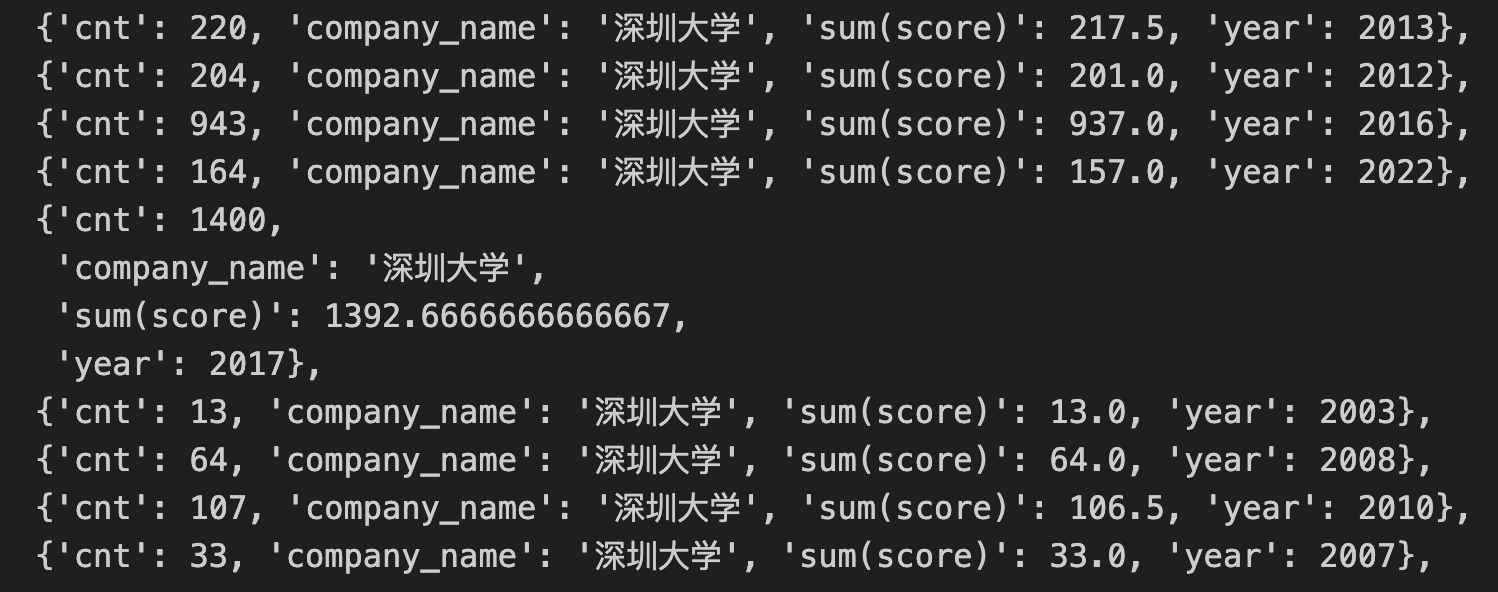 {'cnt': 220, 'company_name': '深圳大学', 'sum(score)': 217.5, 'year': 2013},
{'cnt': 204, 'company_name': '深圳大学', 'sum(score)': 201.0, 'year': 2012},
{'cnt': 943, 'company_name': '深圳大学', 'sum(score)': 937.0, 'year': 2016},
{'cnt': 164, 'company_name': '深圳大学', 'sum(score)': 157.0, 'year': 2022},
{'cnt': 1400,
'company_name': '深圳大学',
'sum(score)': 1392.6666666666667,
'year': 2017},
{'cnt': 13, 'company_name': '深圳大学', 'sum(score)': 13.0, 'year': 2003},
{'cnt': 64, 'company_name': '深圳大学', 'sum(score)': 64.0, 'year': 2008},
{'cnt': 107, 'company_name': '深圳大学', 'sum(score)': 106.5, 'year': 2010},
{'cnt': 33, 'company_name': '深圳大学', 'sum(score)': 33.0, 'year': 2007},